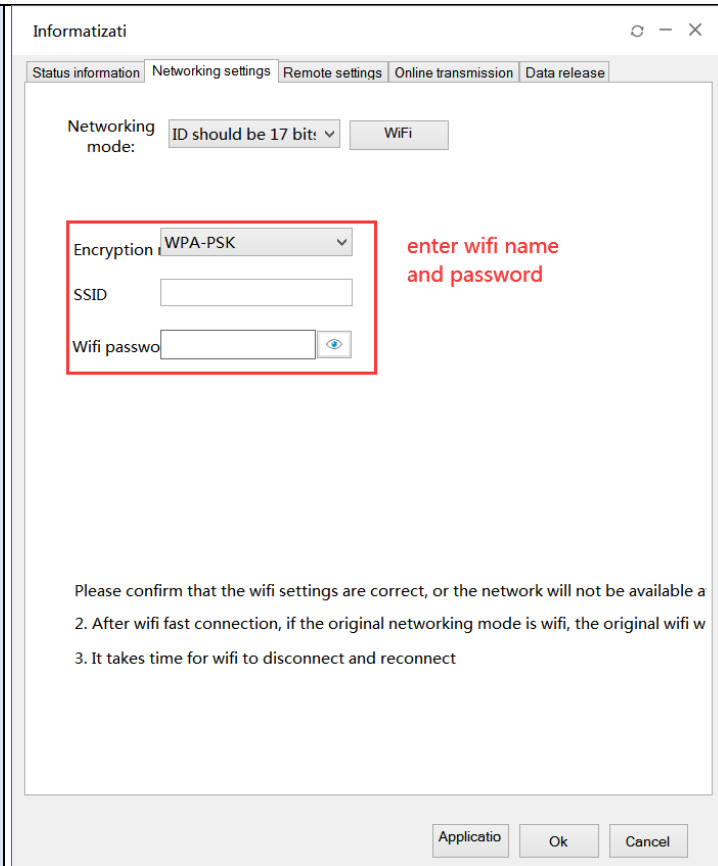 Informatizati
Status information Networking settings Remote settings Online transmission Data release
Networking
mode:
ID should be 17 bits
WiFi
Encryption
WPA-PSK
enter wifi name
and password
SSID
Wifi passwo
Please confirm that the wifi settings are correct, or the network will not be available a
2. After wifi fast connection, if the original networking mode is wifi, the original wifi w
3. It takes time for wifi to disconnect and reconnect
Applicatio Ok Cancel